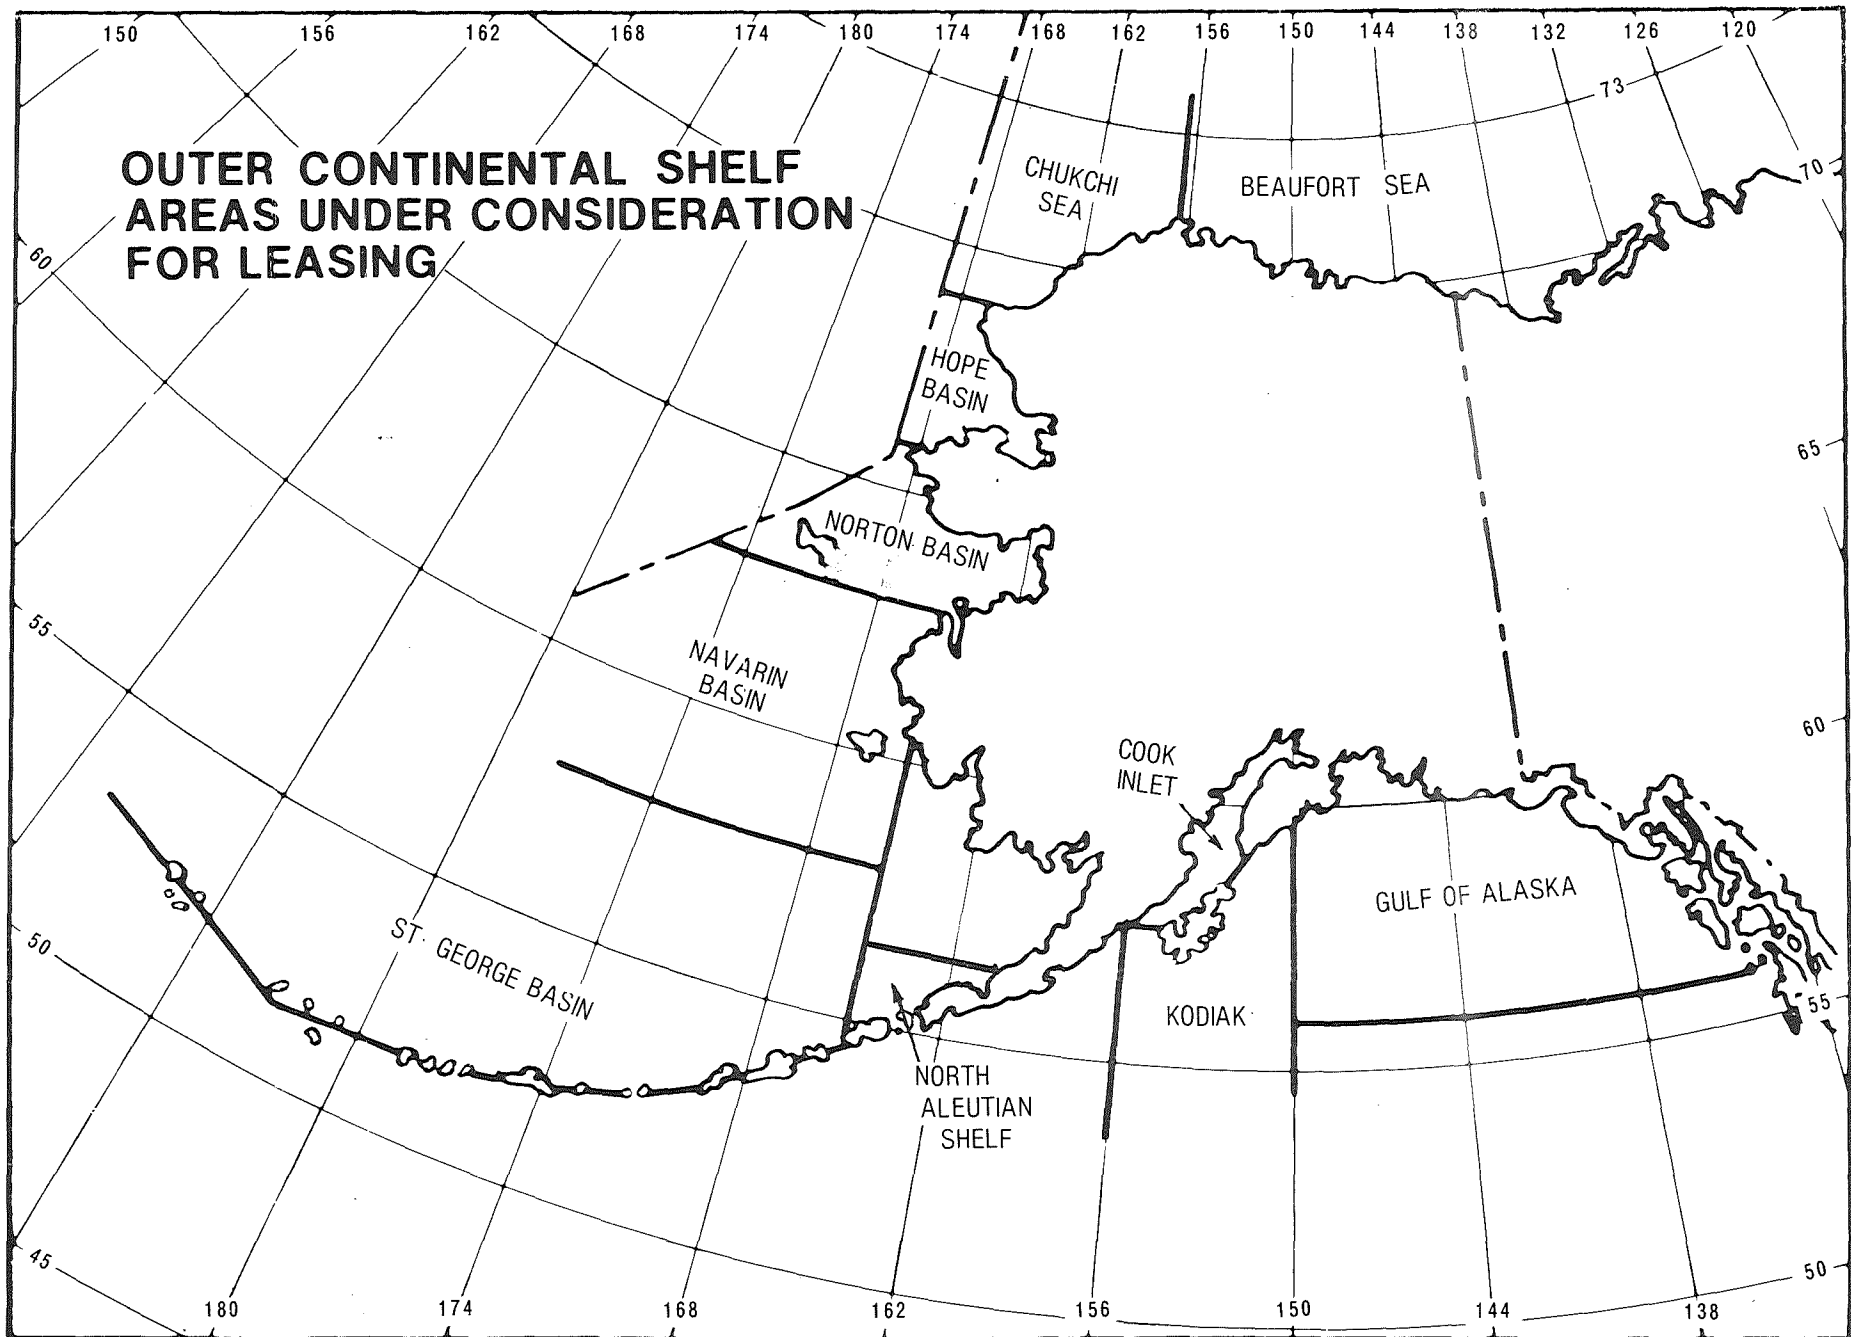 150 156 162 168 174 180 174 168 162 156 150 144 138 132 126 120
73
OUTER CONTINENTAL SHELF
AREAS UNDER CONSIDERATION
FOR LEASING
CHUKCHI
SEA
BEAUFORT SEA
70
60
HOPE
BASIN
65
NORTON BASIN
55
NAVARIN
BASIN
60
COOK
INLET
GULF OF ALASKA
ST. GEORGE BASIN
50
KODIAK
55
NORTH
ALEUTIAN
SHELF
45
50
180 174 168 162 156 150 144 138